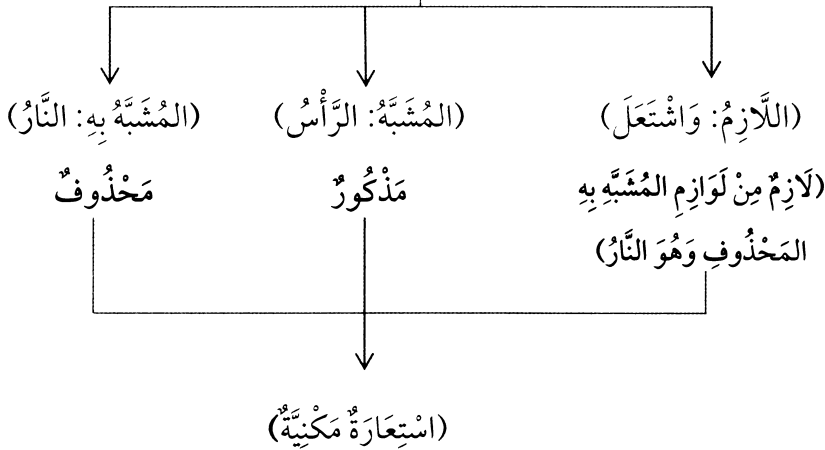 (اللَّازِمُ: وَاشْتَعَلَ)
(لَازِمٌ مِنْ لَوَازِمِ المُشَبَّهِ بِهِ
المَحْذُوفِ وَهُوَ النَّارُ)
(المُشَبَّهُ: الرَّأْسُ)
مَذْكُورٌ
(المُشَبَّهُ بِهِ: النَّارُ)
مَحْذُوفٌ
(اسْتِعَارَةٌ مَكْنِيَّةٌ)